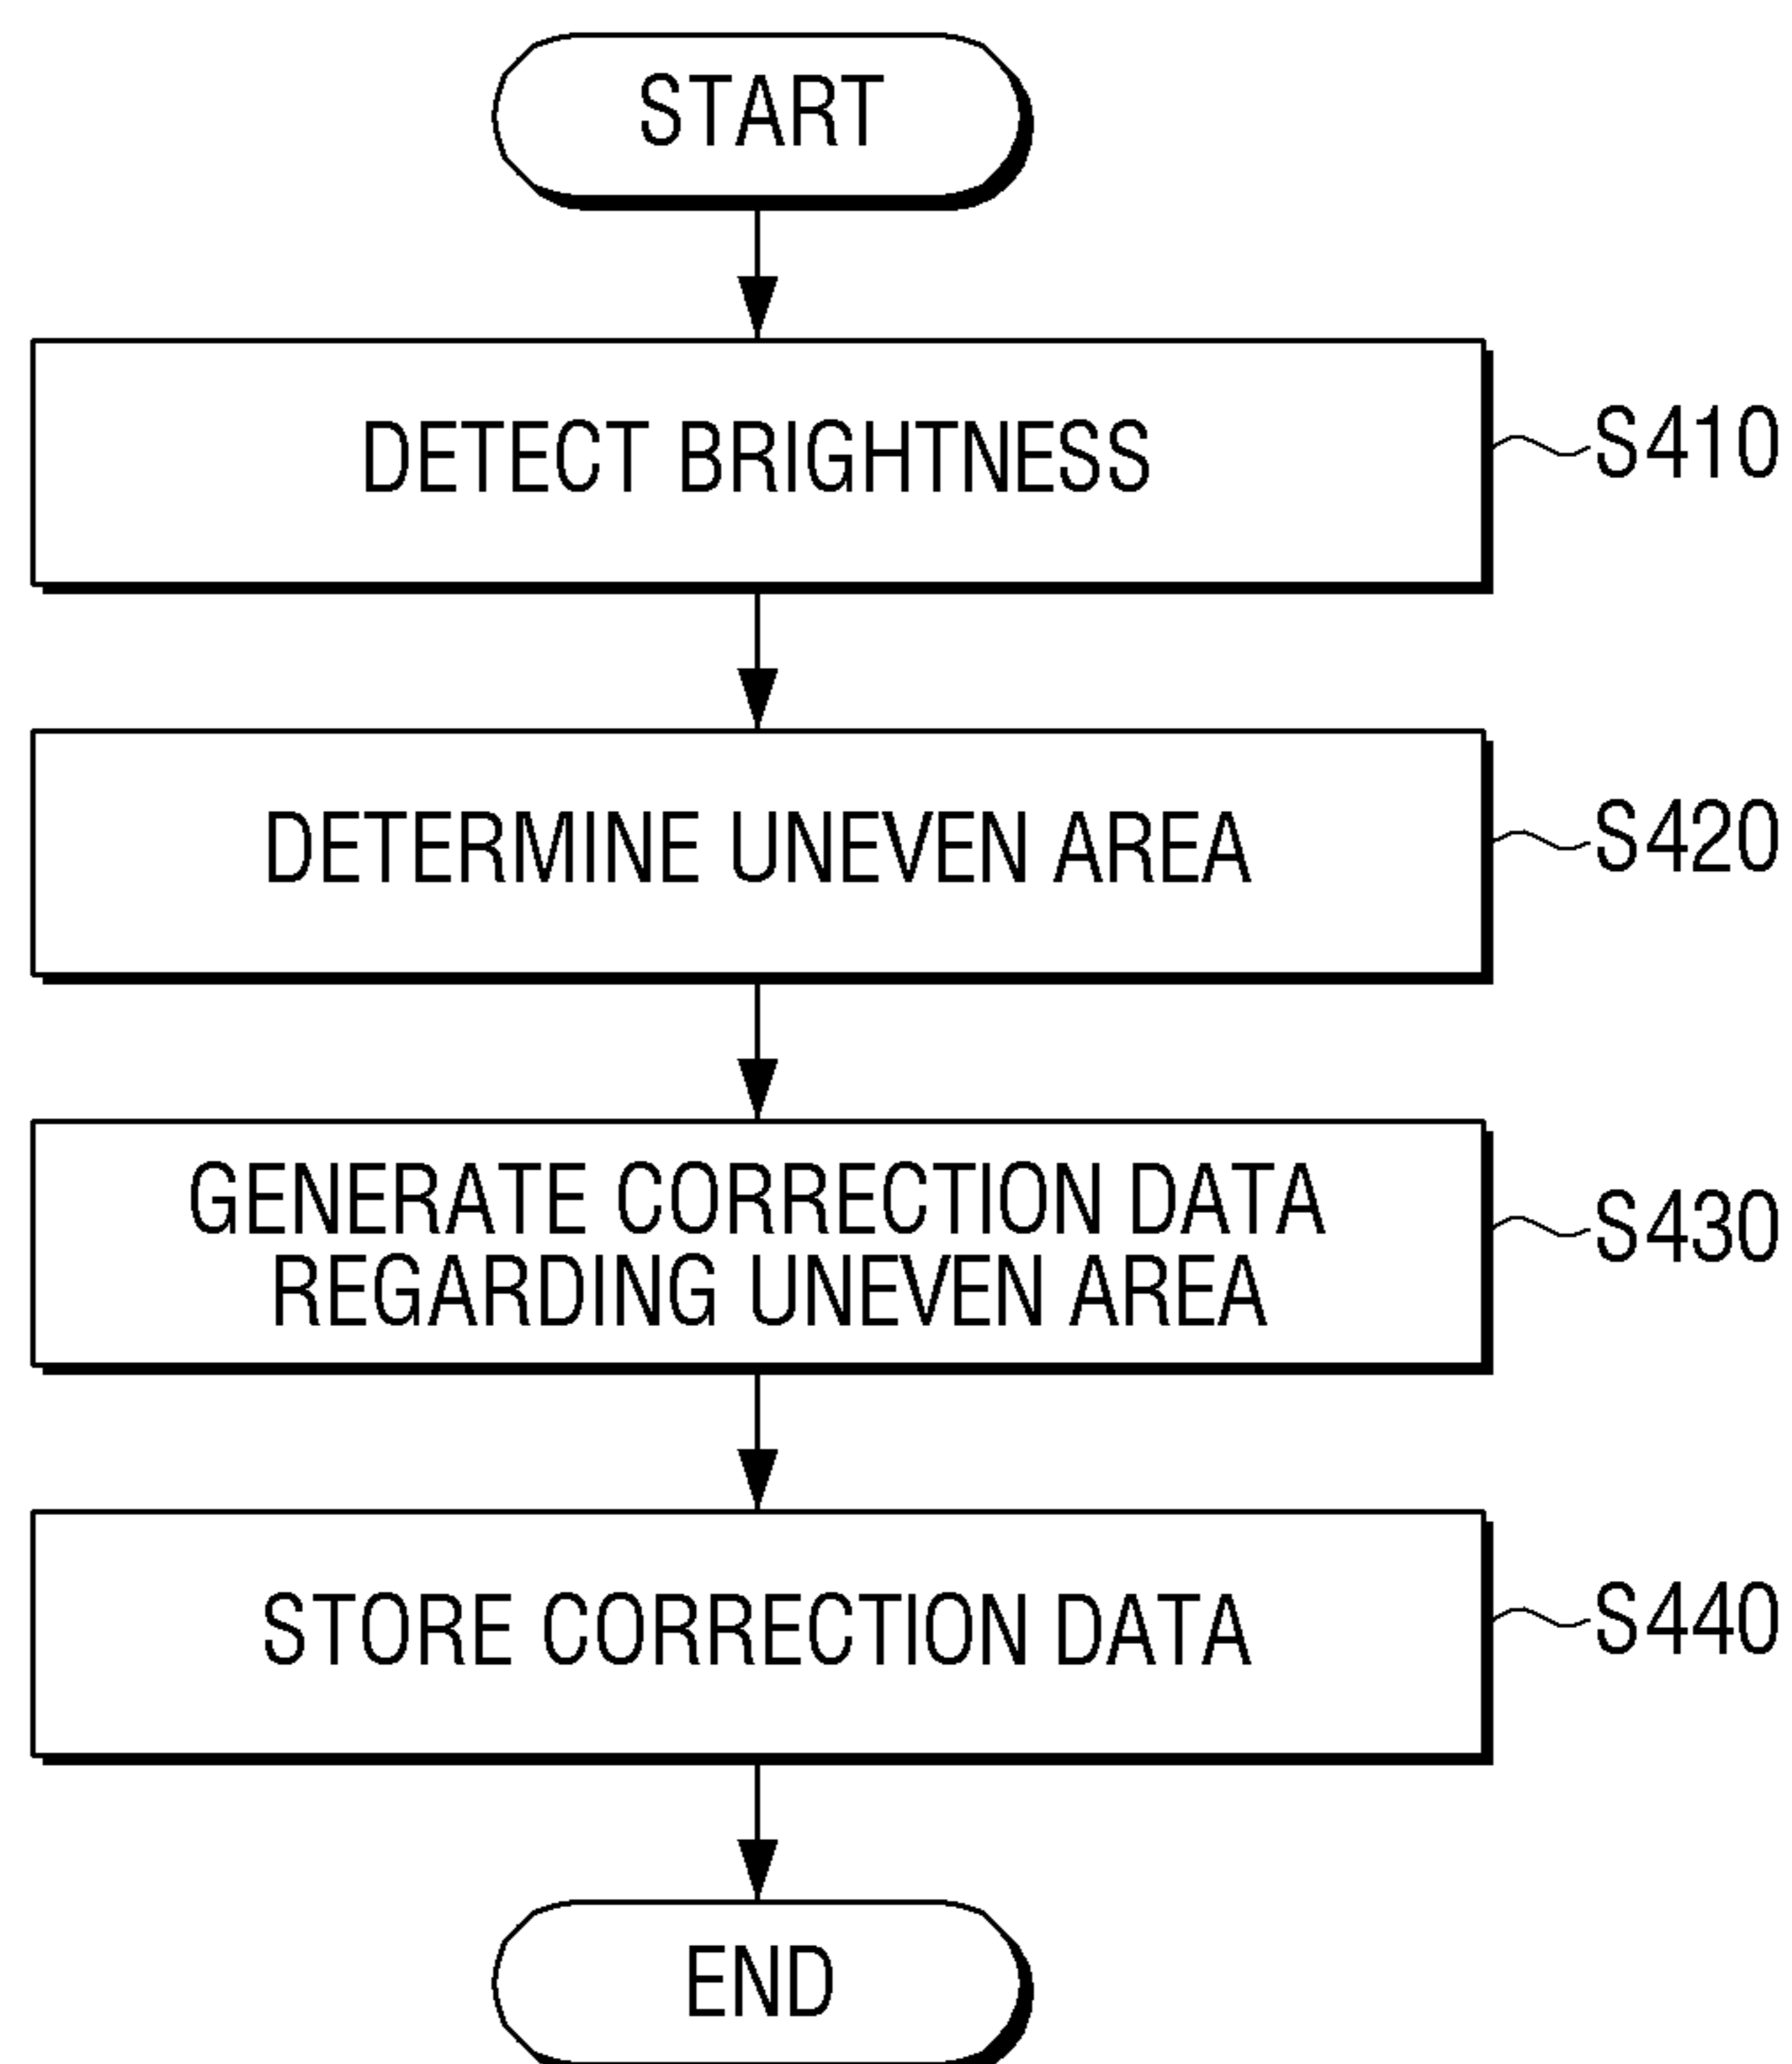 START
DETECT BRIGHTNESS
S410
DETERMINE UNEVEN AREA
S420
GENERATE CORRECTION DATA
REGARDING UNEVEN AREA
S430
STORE CORRECTION DATA
S440
END